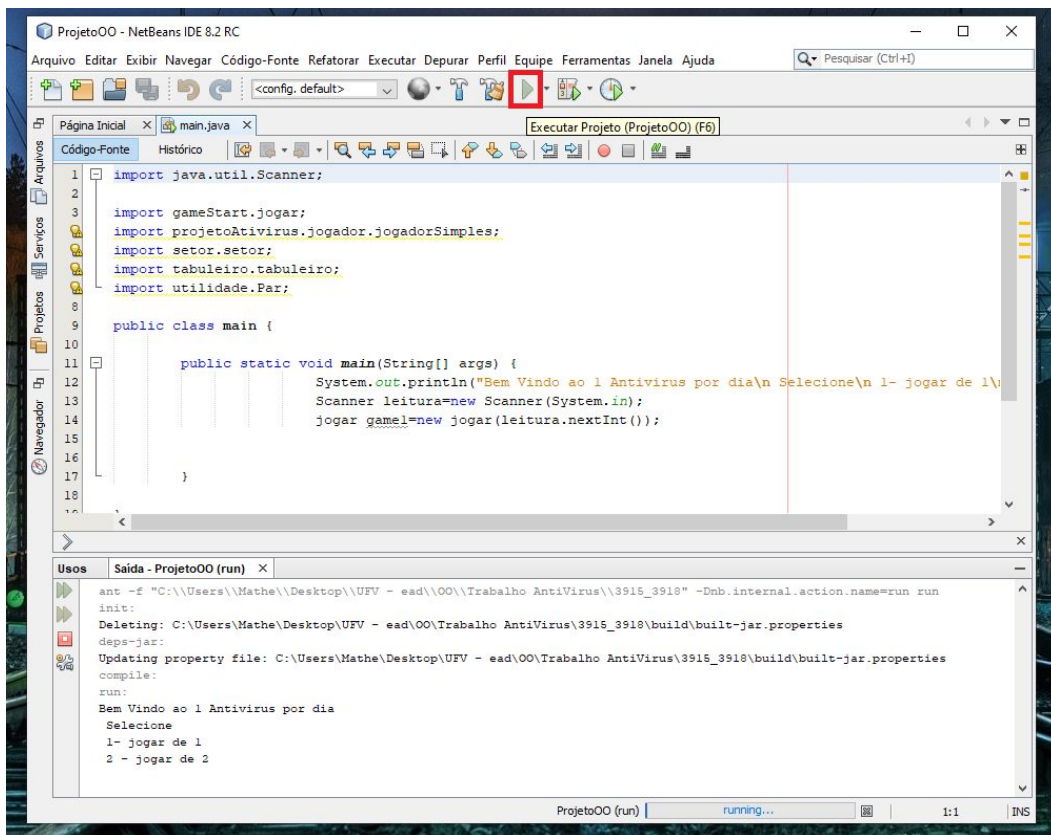 ProjetoOO - NetBeans IDE 8.2 RC
Arquivo Editar Exibir Navegar Código-Fonte Refatorar Executar Depurar Perfil Equipe Ferramentas Janela Ajuda
Pesquisar (Ctrl+I)
<config. default>
Página Inicial
main.java
Executar Projeto (ProjetoOO) (F6)
Código-Fonte Histórico
Arquivos
Serviços
Projetos
Navegador
1 import java.util.Scanner;
2
3 import gameStart.jogar;
import projetoAtivirus.jogador.jogadorSimples;
import setor.setor;
import tabuleiro.tabuleiro;
import utilidade.Par;
8
9 public class main {
10
11 public static void main(String[] args) {
12 System.out.println("Bem Vindo ao 1 Antivirus por dia\n Selecione\n 1- jogar de 1\
13 Scanner leitura=new Scanner(System.in);
14 jogar game1=new jogar(leitura.nextInt());
15
16
17 }
18
Usos
Saída - ProjetoOO (run)
ant -f "C:\\Users\\Mathe\\Desktop\\UFV - ead\\OO\\Trabalho AntiVirus\\3915_3918" -Dnb.internal.action.name=run run
init:
Deleting: C:\Users\Mathe\Desktop\UFV - ead\OO\Trabalho AntiVirus\3915_3918\build\built-jar.properties
deps-jar:
Updating property file: C:\Users\Mathe\Desktop\UFV - ead\OO\Trabalho AntiVirus\3915_3918\build\built-jar.properties
compile:
run:
Bem Vindo ao 1 Antivirus por dia
Selecione
1- jogar de 1
2 - jogar de 2
ProjetoOO (run)
running...
1:1
INS